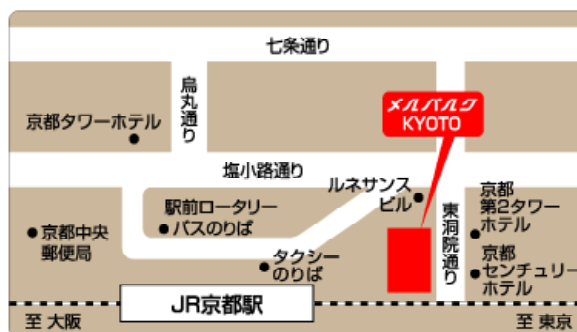 七条通り
烏丸通り
メルパルク
KYOTO
京都タワーホテル
塩小路通り
ルネサンス
ビル
京都
第2タワー
ホテル
駅前ロータリー
バスのりば
東洞院通り
京都中央
郵便局
タクシー
のりば
京都
センチュリー
ホテル
JR京都駅
至 大阪
至 東京